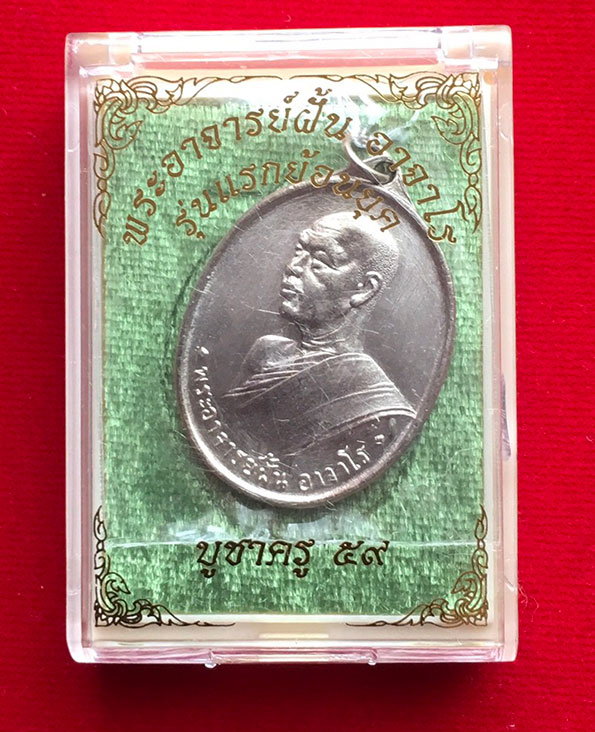 พระอาจารย์ฝั้น อาจาโร
รุ่นแรกย้อนยุค
พระอาจารย์ฝั้น อาจาโร
บูชาครู ๕๙